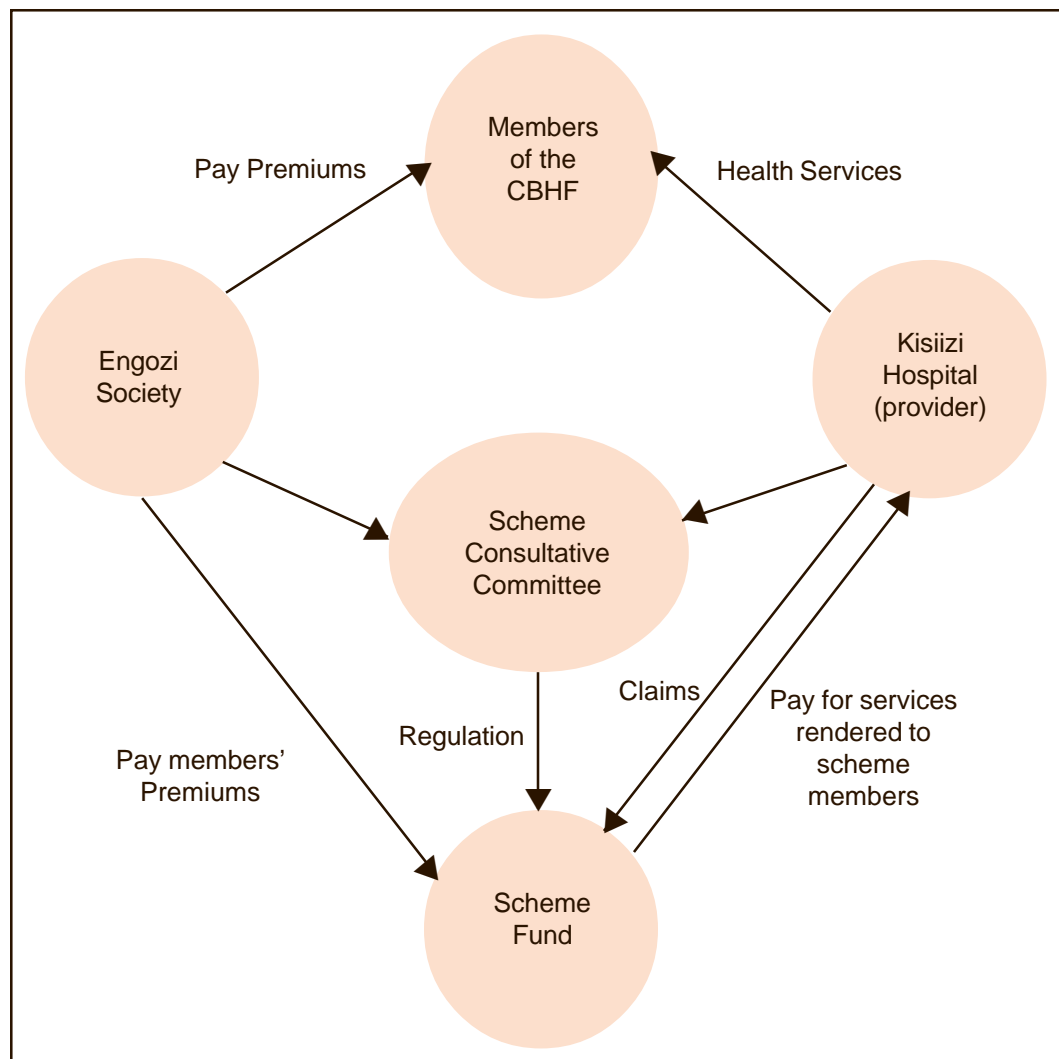 Members
of the
CBHF
Pay Premiums
Health Services
Engozi
Society
Kisiizi
Hospital
(provider)
Scheme
Consultative
Committee
Regulation
Claims
Pay for services
rendered to
scheme
members
Pay members’
Premiums
Scheme
Fund